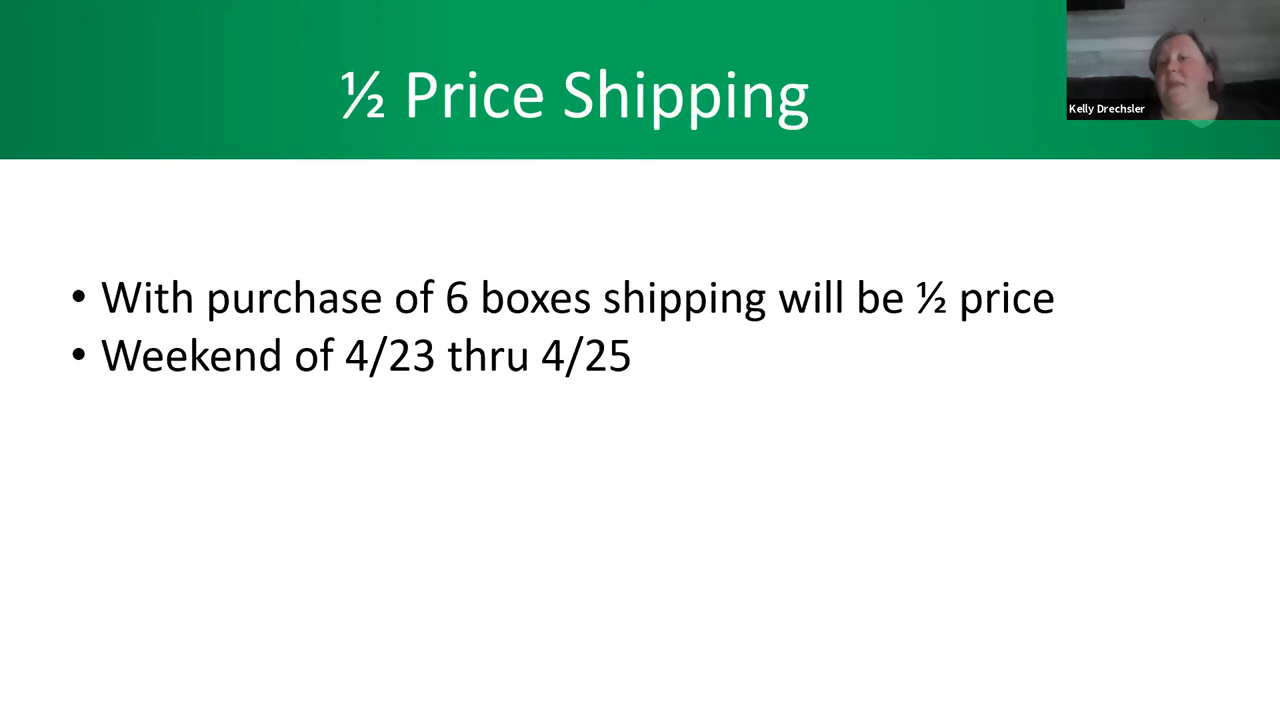 ½ Price Shipping
Kelly Drechsler
• With purchase of 6 boxes shipping will be ½ price
• Weekend of 4/23 thru 4/25